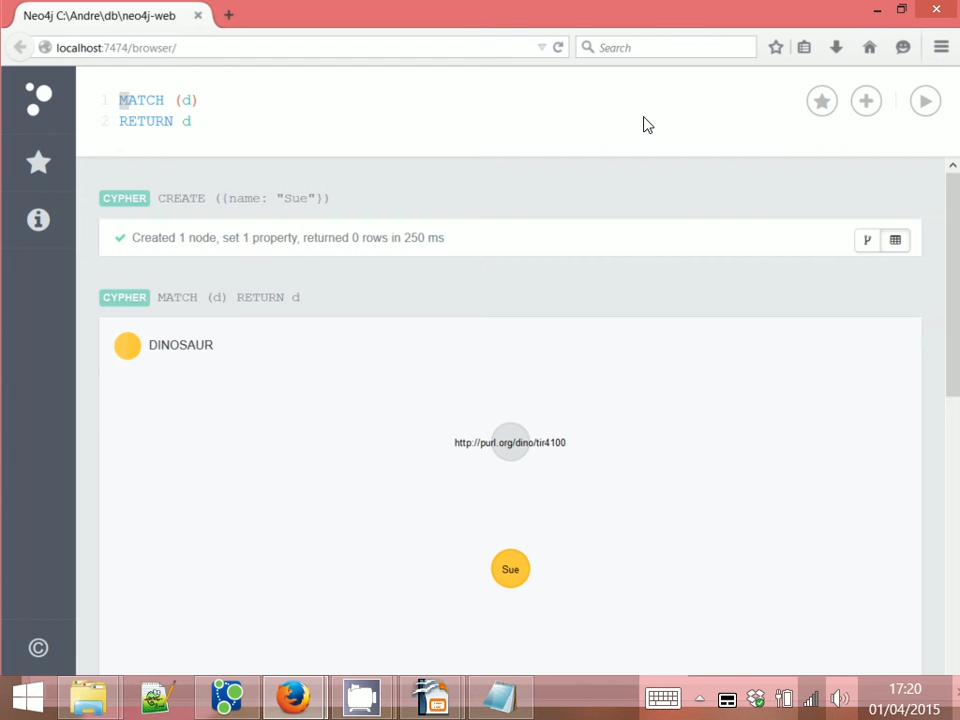 Neo4j C:\Andre\db\neo4j-web
localhost:7474/browser/
Search
1 MATCH (d)
2 RETURN d
CYPHER CREATE ({name: "Sue"})
Created 1 node, set 1 property, returned 0 rows in 250 ms
CYPHER MATCH (d) RETURN d
DINOSAUR
http://purl.org/dino/tir4100
Sue
17:20
01/04/2015